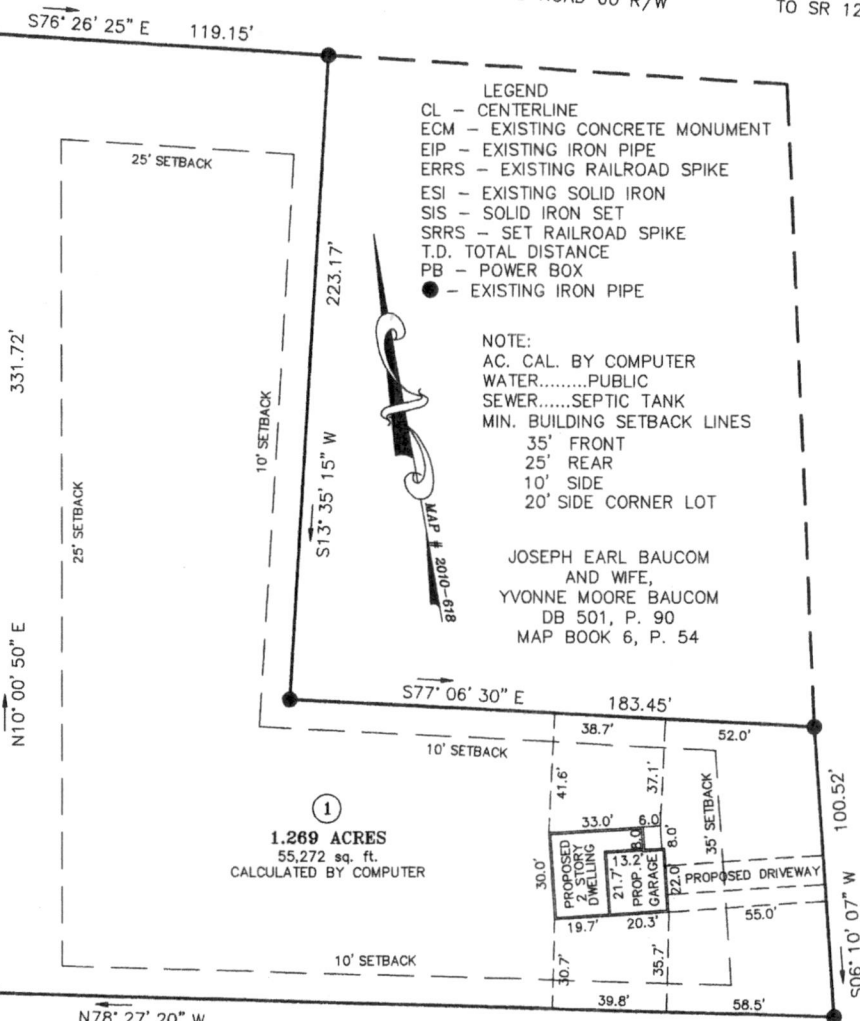 ROAD 60' R/W
TO SR 12
S76° 26' 25" E 119.15'
LEGEND
CL – CENTERLINE
ECM – EXISTING CONCRETE MONUMENT
EIP – EXISTING IRON PIPE
ERRS – EXISTING RAILROAD SPIKE
ESI – EXISTING SOLID IRON
SIS – SOLID IRON SET
SRRS – SET RAILROAD SPIKE
T.D. TOTAL DISTANCE
PB – POWER BOX
– EXISTING IRON PIPE
25' SETBACK
223.17'
331.72'
NOTE:
AC. CAL. BY COMPUTER
WATER.........PUBLIC
SEWER......SEPTIC TANK
MIN. BUILDING SETBACK LINES
35' FRONT
25' REAR
10' SIDE
20' SIDE CORNER LOT
10' SETBACK
S13° 35' 15" W
25' SETBACK
MAP # 2010-618
JOSEPH EARL BAUCOM
AND WIFE,
YVONNE MOORE BAUCOM
DB 501, P. 90
MAP BOOK 6, P. 54
N10° 00' 50" E
S77° 06' 30" E 183.45'
38.7' 52.0'
10' SETBACK
41.6'
37.1'
35' SETBACK
100.52'
1
1.269 ACRES
55,272 sq. ft.
CALCULATED BY COMPUTER
33.0' 6.0'
8.0'
8.0'
30.0'
PROPOSED
2 STORY
DWELLING
13.2'
21.7'
PROP.
GARAGE
22.0'
PROPOSED DRIVEWAY
19.7' 20.3'
55.0'
S06° 10' 07" W
10' SETBACK
30.7'
35.7'
39.8' 58.5'
N78° 27' 20" W